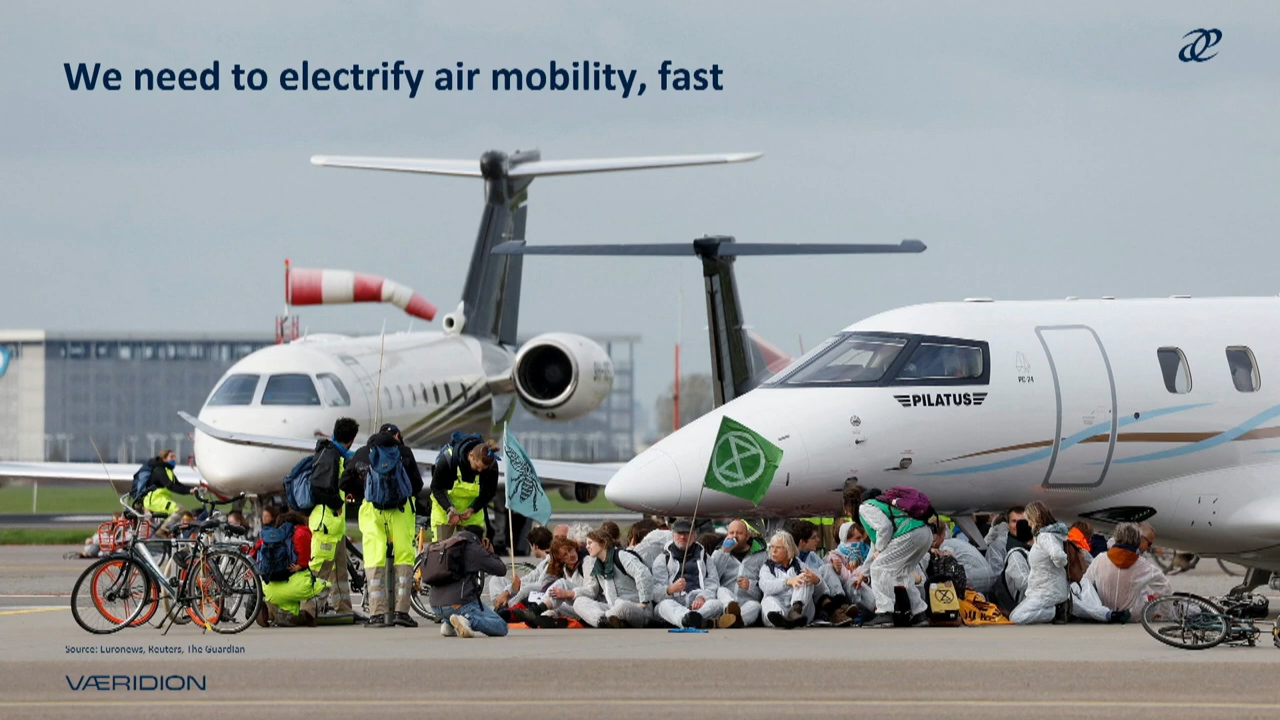 We need to electrify air mobility, fast
PILATUS
PC-24
Source: Euronews, Reuters, The Guardian
VÆRIDION